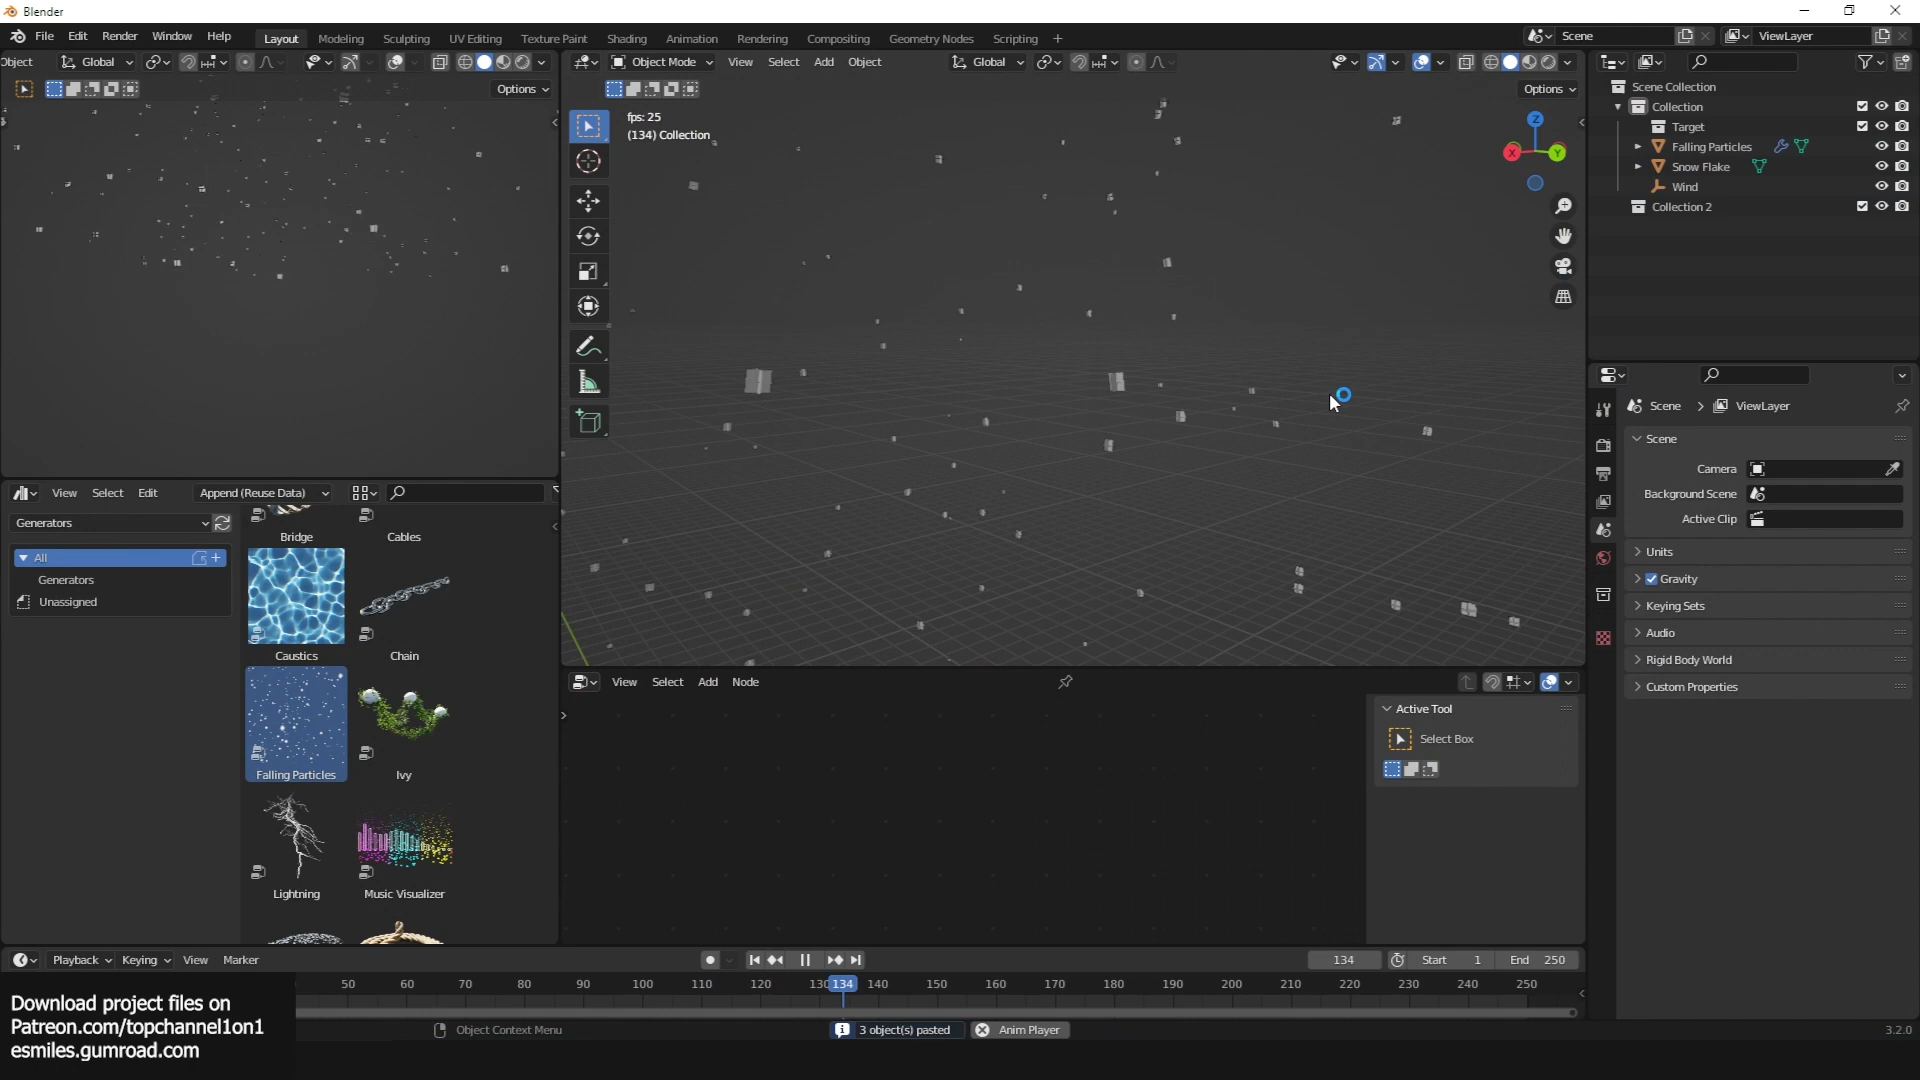 Blender
File Edit Render Window Help Layout Modeling Sculpting UV Editing Texture Paint Shading Animation Rendering Compositing Geometry Nodes Scripting + Scene ViewLayer
Object Global
Options
Object Mode View Select Add Object Global
Options
fps: 25
(134) Collection
Z
X
Y
Scene Collection
Collection
Target
Falling Particles
Snow Flake
Wind
Collection 2
Scene > ViewLayer
Scene
Camera
Background Scene
Active Clip
Units
Gravity
Keying Sets
Audio
Rigid Body World
Custom Properties
View Select Edit Append (Reuse Data)
Generators
All
Generators
Unassigned
Bridge Cables
Caustics Chain
Falling Particles Ivy
Lightning Music Visualizer
View Select Add Node
Active Tool
Select Box
Playback Keying View Marker
134 Start 1 End 250
50 60 70 80 90 100 110 120 130 134 140 150 160 170 180 190 200 210 220 230 240 250
Object Context Menu 3 object(s) pasted Anim Player 3.2.0
Download project files on
Patreon.com/topchannel1on1
esmiles.gumroad.com